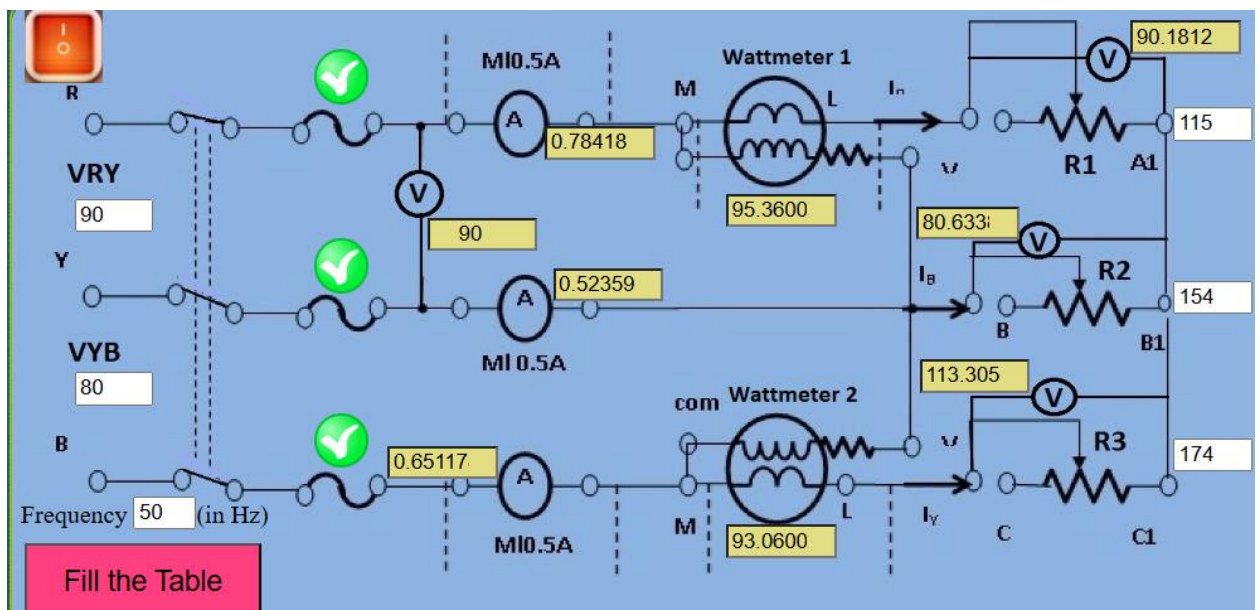 I
O
MI0.5A
Wattmeter 1
V
90.1812
R
A
M
L
115
0.78418
VRY
V
R1
A1
90
95.3600
90
80.633
V
Y
R2
A
0.52359
I_B
154
B
B1
VYB
MI 0.5A
113.305
80
com
Wattmeter 2
V
R3
B
0.65117
A
174
Frequency
50
(in Hz)
M
L
I_Y
C
C1
MI0.5A
93.0600
Fill the Table